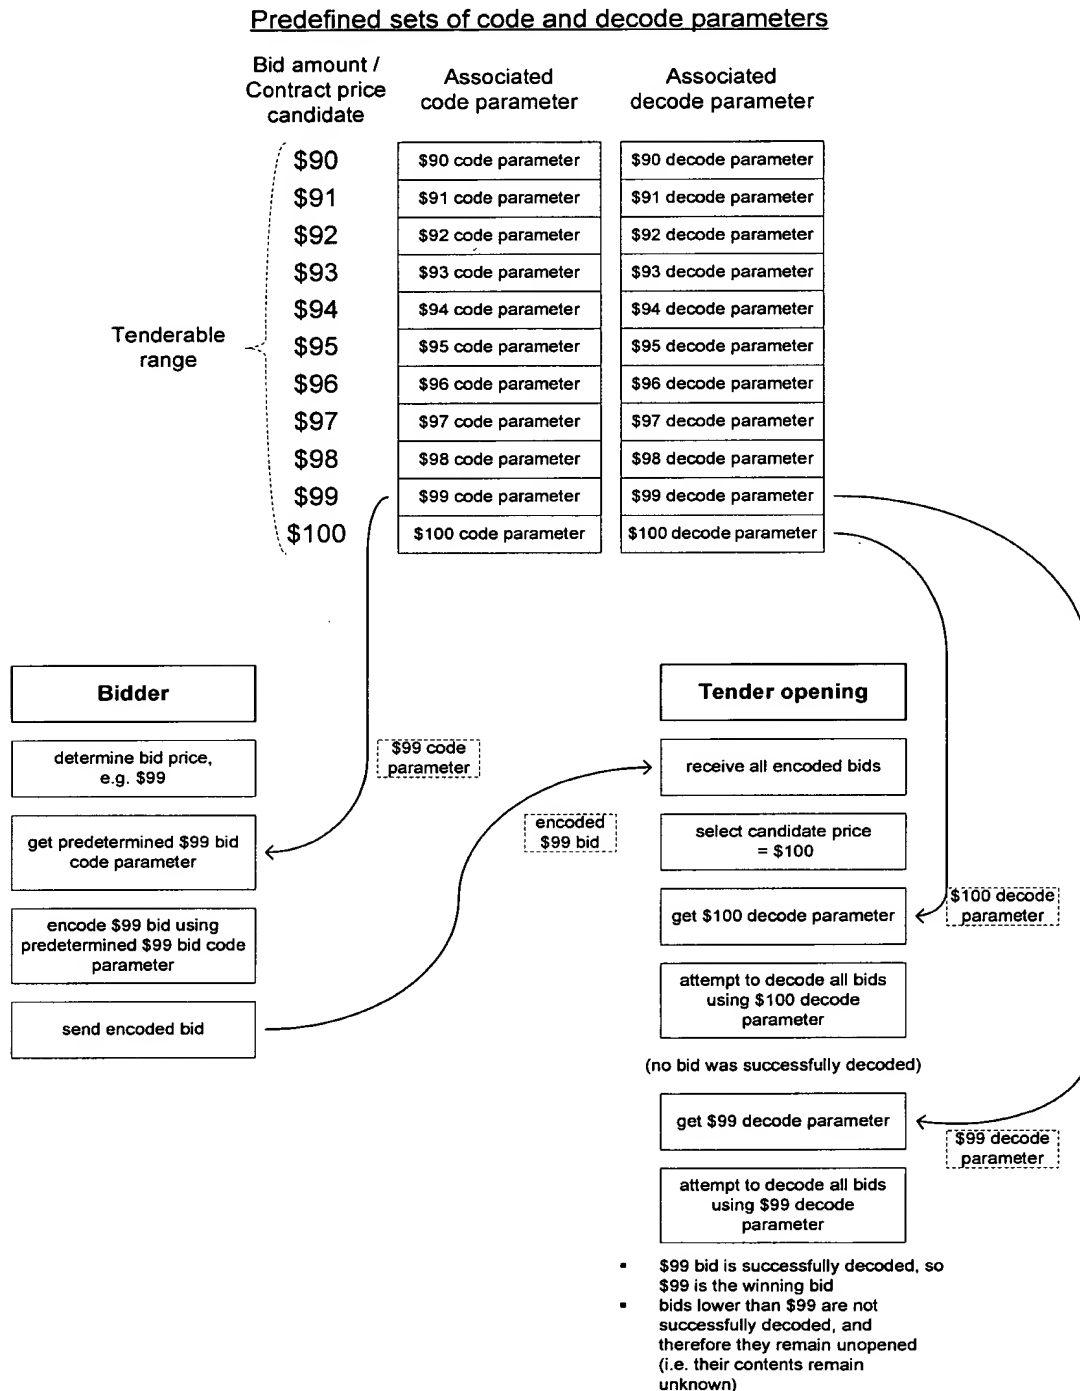 Predefined sets of code and decode parameters
Bid amount /
Contract price
candidate
Associated
code parameter
Associated
decode parameter
$90
$90 code parameter
$90 decode parameter
$91
$91 code parameter
$91 decode parameter
$92
$92 code parameter
$92 decode parameter
$93
$93 code parameter
$93 decode parameter
$94
$94 code parameter
$94 decode parameter
Tenderable
range
$95
$95 code parameter
$95 decode parameter
$96
$96 code parameter
$96 decode parameter
$97
$97 code parameter
$97 decode parameter
$98
$98 code parameter
$98 decode parameter
$99
$99 code parameter
$99 decode parameter
$100
$100 code parameter
$100 decode parameter
Bidder
determine bid price,
e.g. $99
$99 code
parameter
get predetermined $99 bid
code parameter
encode $99 bid using
predetermined $99 bid code
parameter
send encoded bid
encoded
$99 bid
Tender opening
receive all encoded bids
select candidate price
= $100
get $100 decode parameter
$100 decode
parameter
attempt to decode all bids
using $100 decode
parameter
(no bid was successfully decoded)
get $99 decode parameter
$99 decode
parameter
attempt to decode all bids
using $99 decode
parameter
▪ $99 bid is successfully decoded, so
$99 is the winning bid
▪ bids lower than $99 are not
successfully decoded, and
therefore they remain unopened
(i.e. their contents remain
unknown)